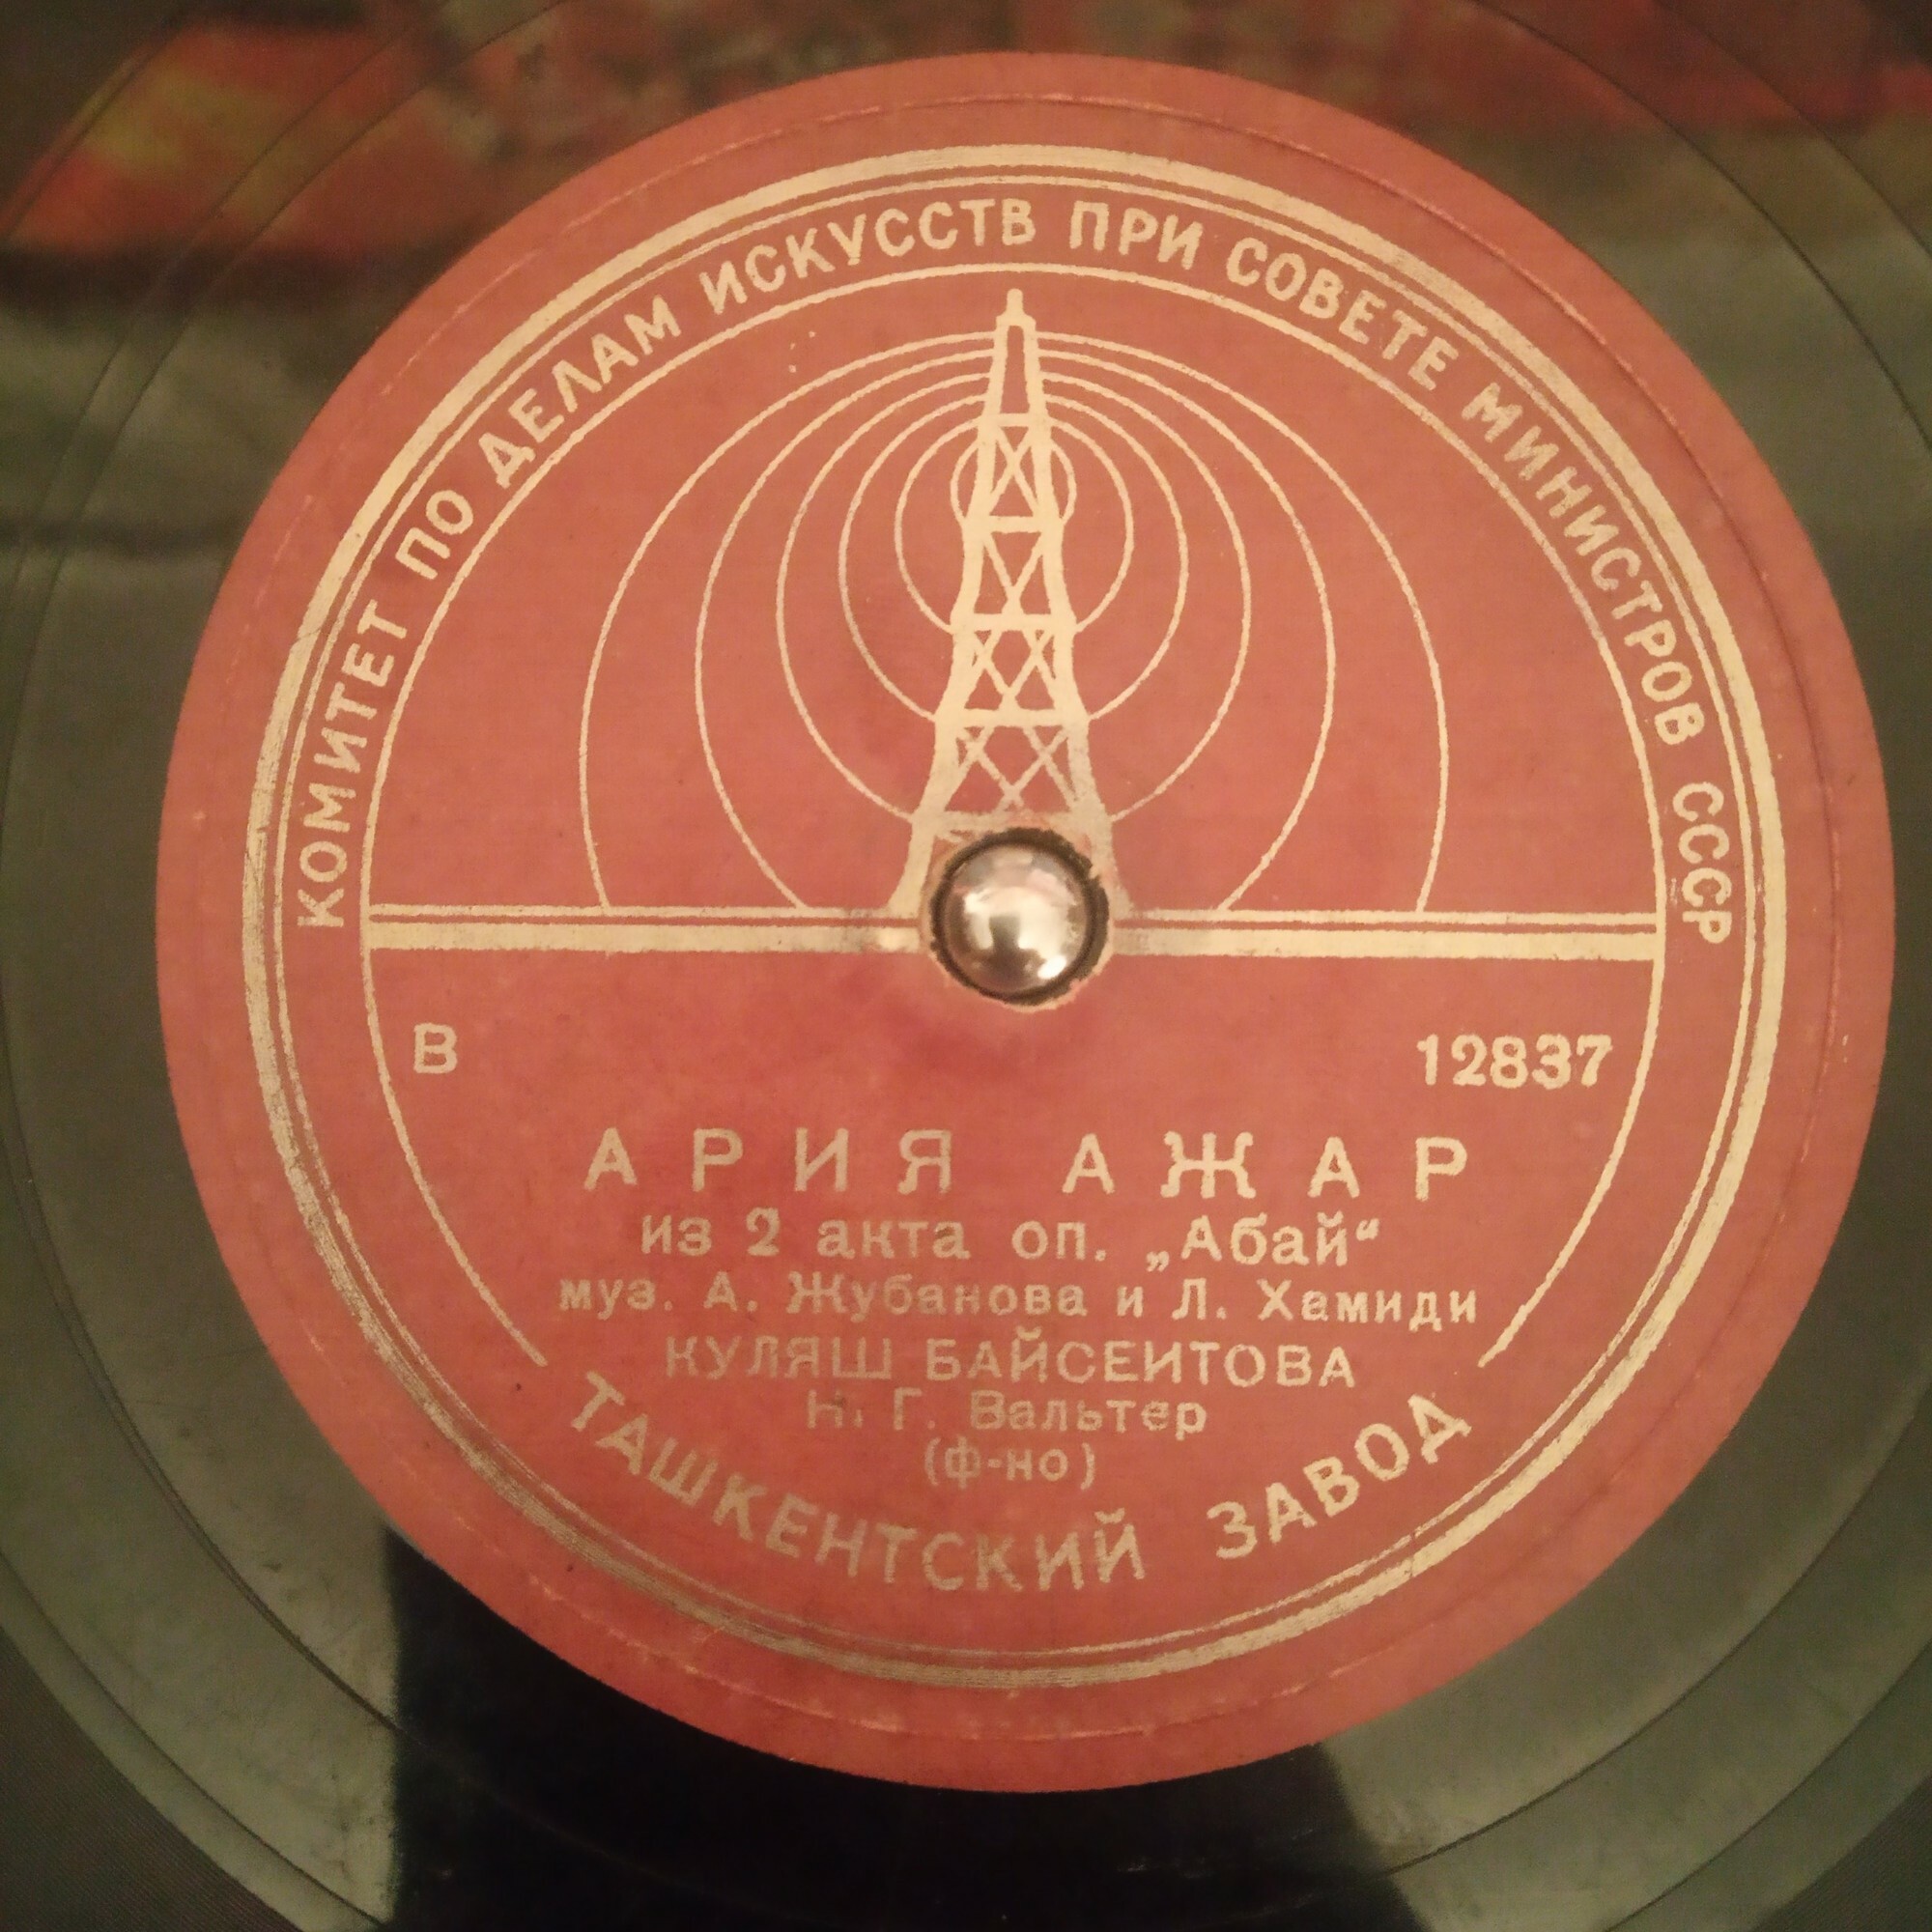 КОМИТЕТ ПО ДЕЛАМ ИСКУССТВ ПРИ СОВЕТЕ МИНИСТРОВ СССР
В 12837
АРИЯ АЖАР
из 2 акта оп. „Абай“
муз. А. Жубанова и Л. Хамиди
КУЛЯШ БАЙСЕИТОВА
Н. Г. Вальтер
(ф-но)
ТАШКЕНТСКИЙ ЗАВОД